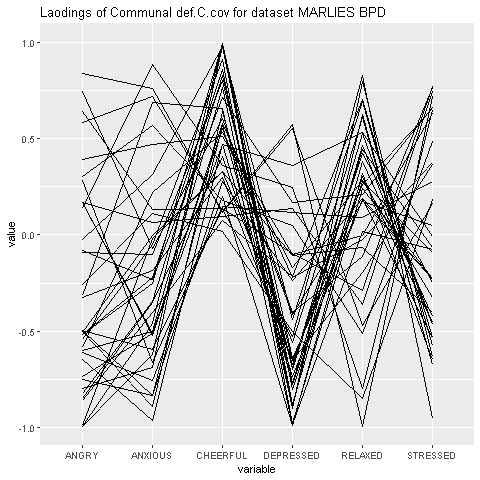 Laodings of Communal def.C.cov for dataset MARLIES BPD
1.0
0.5
0.0
-0.5
-1.0
value
ANGRY ANXIOUS CHEERFUL DEPRESSED RELAXED STRESSED
variable